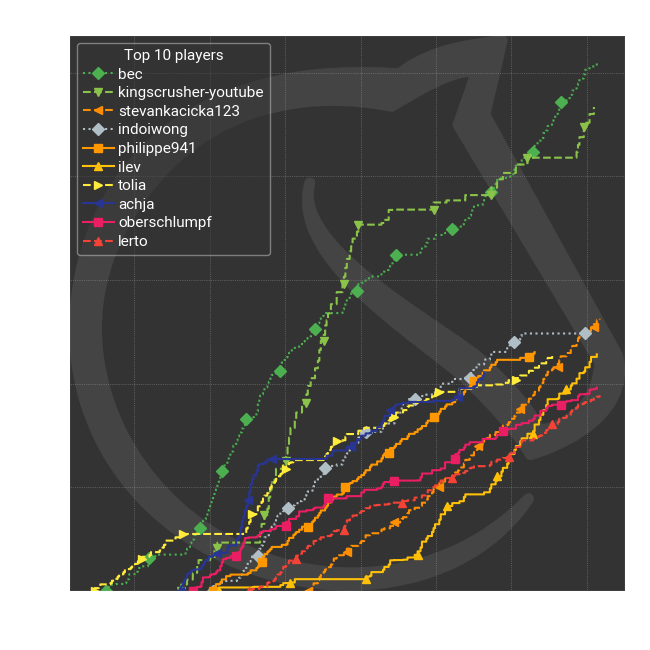 Top 10 players
bec
kingscrusher-youtube
stevankacicka123
indoiwong
philippe941
ilev
tolia
achja
oberschlumpf
lerto